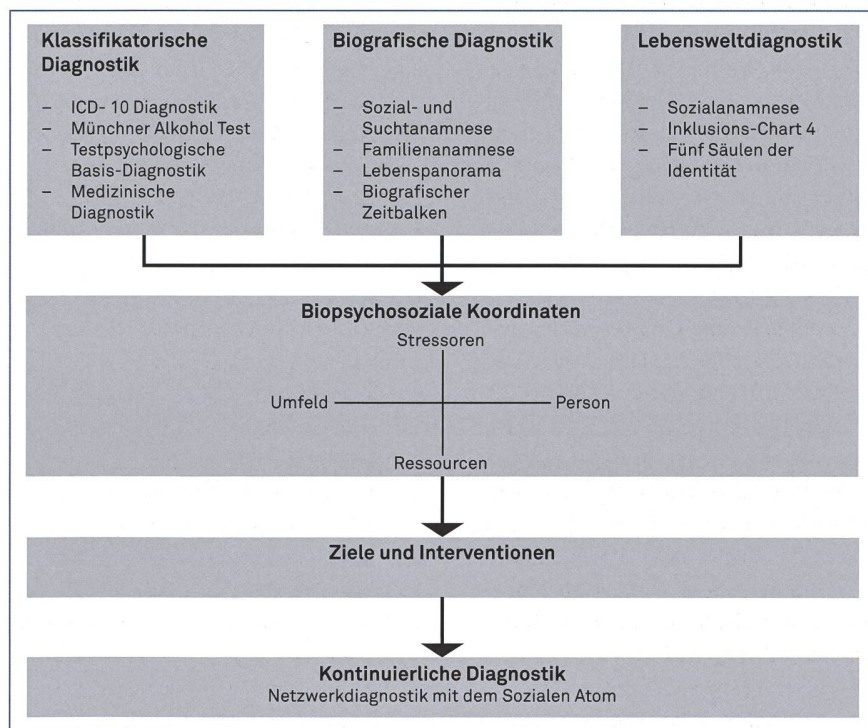 Klassifikatorische
Diagnostik
– ICD- 10 Diagnostik
– Münchner Alkohol Test
– Testpsychologische
Basis-Diagnostik
– Medizinische
Diagnostik
Biografische Diagnostik
– Sozial- und
Suchtanamnese
– Familienanamnese
– Lebenspanorama
– Biografischer
Zeitbalken
Lebensweltdiagnostik
– Sozialanamnese
– Inklusions-Chart 4
– Fünf Säulen der
Identität
Biopsychosoziale Koordinaten
Stressoren
Umfeld
Person
Ressourcen
Ziele und Interventionen
Kontinuierliche Diagnostik
Netzwerkdiagnostik mit dem Sozialen Atom